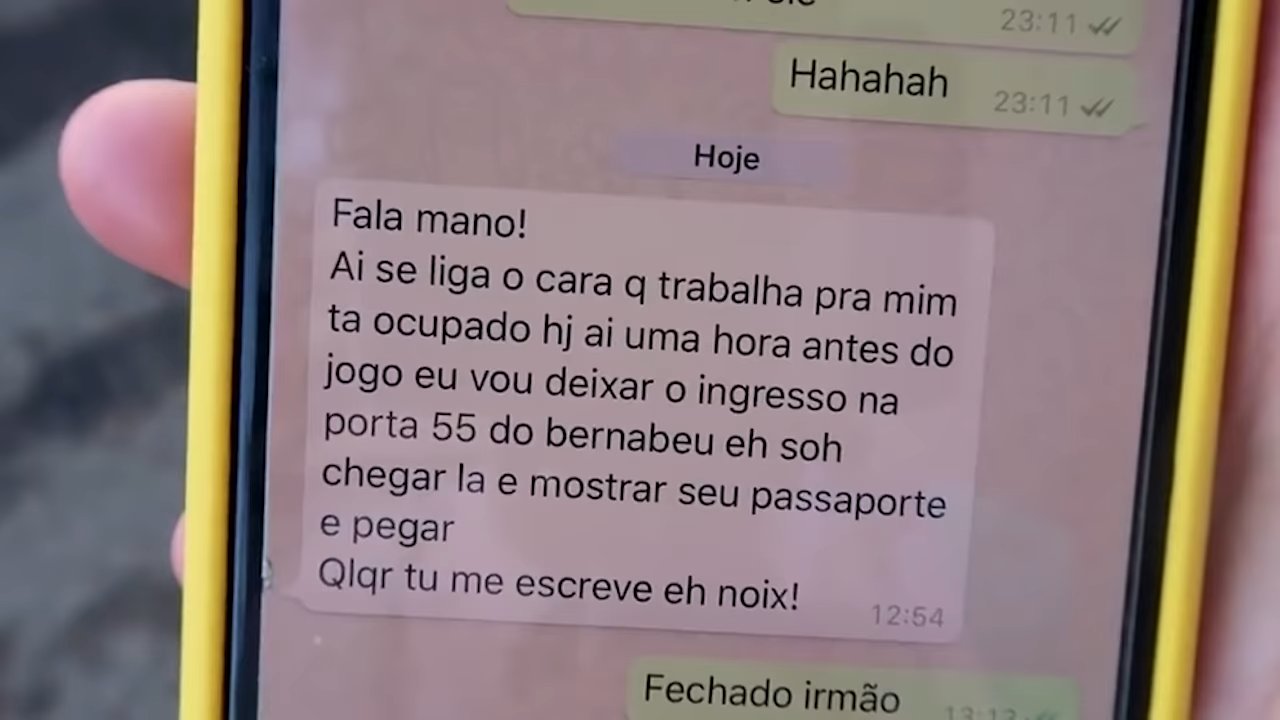 23:11
Hahahah
23:11
Hoje
Fala mano!
Ai se liga o cara q trabalha pra mim
ta ocupado hj ai uma hora antes do
jogo eu vou deixar o ingresso na
porta 55 do bernabeu eh soh
chegar la e mostrar seu passaporte
e pegar
Qlqr tu me escreve eh noix!
12:54
Fechado irmão